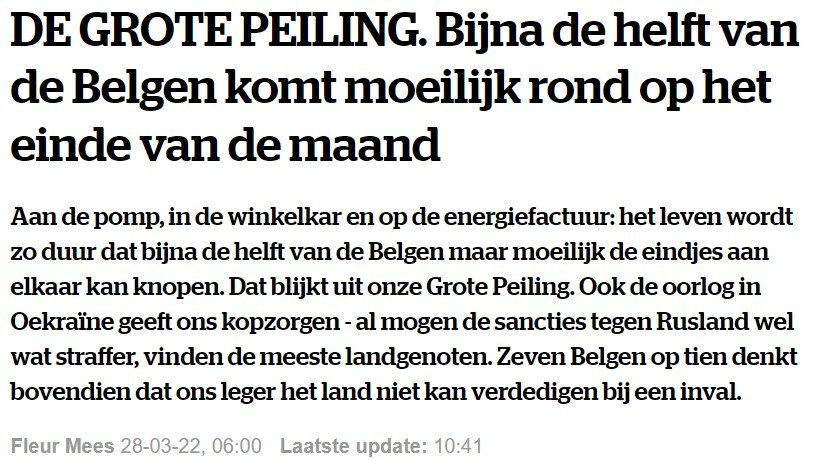 DE GROTE PEILING. Bijna de helft van
de Belgen komt moeilijk rond op het
einde van de maand
Aan de pomp, in de winkelkar en op de energiefactuur: het leven wordt
zo duur dat bijna de helft van de Belgen maar moeilijk de eindjes aan
elkaar kan knopen. Dat blijkt uit onze Grote Peiling. Ook de oorlog in
Oekraïne geeft ons kopzorgen - al mogen de sancties tegen Rusland wel
wat straffer, vinden de meeste landgenoten. Zeven Belgen op tien denkt
bovendien dat ons leger het land niet kan verdedigen bij een inval.
Fleur Mees 28-03-22, 06:00 Laatste update: 10:41